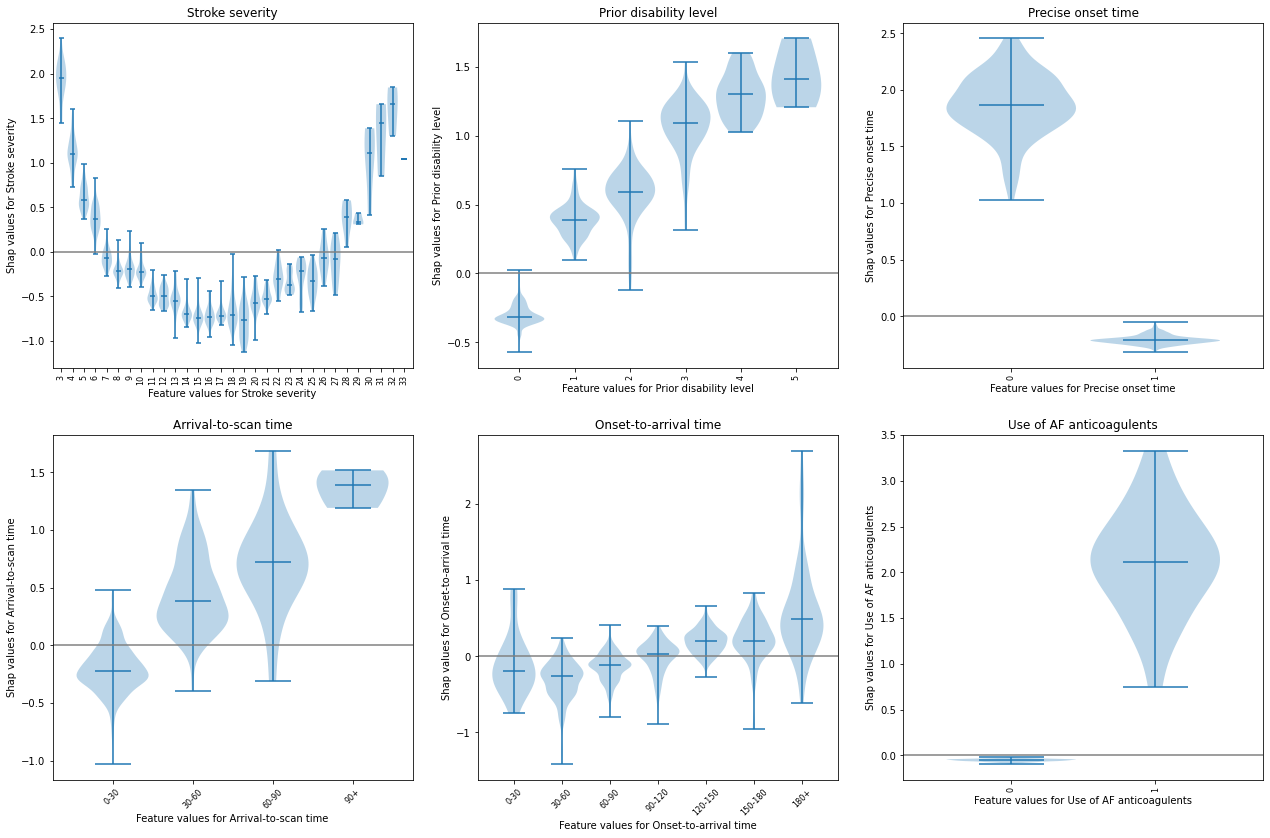 Stroke severity
Shap values for Stroke severity
2.5
2.0
1.5
1.0
0.5
0.0
−0.5
−1.0
3 4 5 6 7 8 9 10 11 12 13 14 15 16 17 18 19 20 21 22 23 24 25 26 27 28 29 30 31 32 33
Feature values for Stroke severity
Prior disability level
Shap values for Prior disability level
1.5
1.0
0.5
0.0
−0.5
0 1 2 3 4 5
Feature values for Prior disability level
Precise onset time
Shap values for Precise onset time
2.5
2.0
1.5
1.0
0.5
0.0
0 1
Feature values for Precise onset time
Arrival-to-scan time
Shap values for Arrival-to-scan time
1.5
1.0
0.5
0.0
−0.5
−1.0
0-30 30-60 60-90 90+
Feature values for Arrival-to-scan time
Onset-to-arrival time
Shap values for Onset-to-arrival time
2
1
0
−1
0-30 30-60 60-90 90-120 120-150 150-180 180+
Feature values for Onset-to-arrival time
Use of AF anticoagulents
Shap values for Use of AF anticoagulents
3.5
3.0
2.5
2.0
1.5
1.0
0.5
0.0
0 1
Feature values for Use of AF anticoagulents